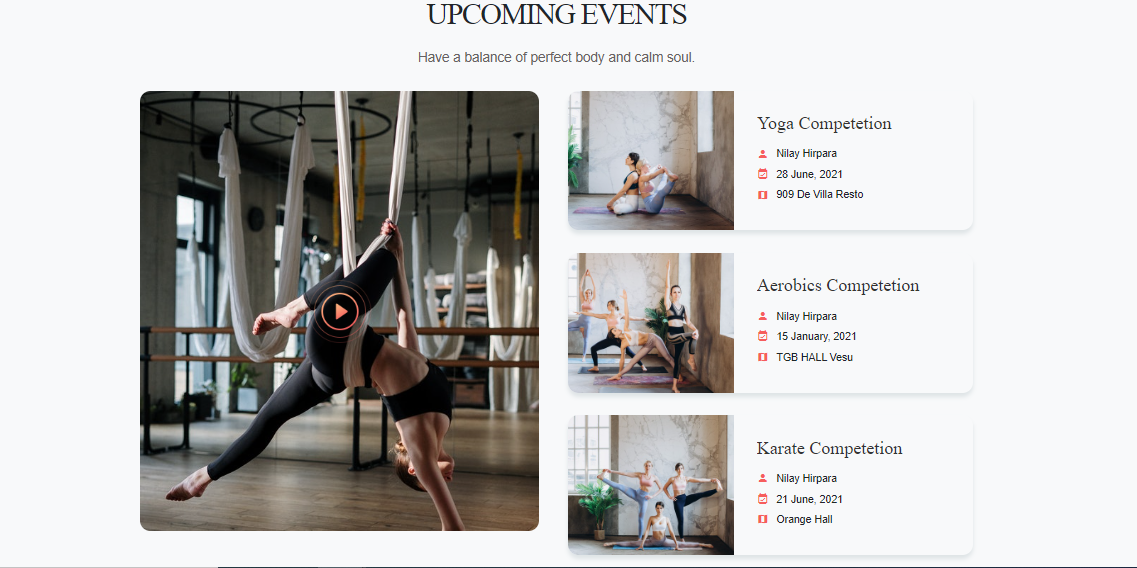 UPCOMING EVENTS
Have a balance of perfect body and calm soul.
Yoga Competetion
Nilay Hirpara
28 June, 2021
909 De Villa Resto
Aerobics Competetion
Nilay Hirpara
15 January, 2021
TGB HALL Vesu
Karate Competetion
Nilay Hirpara
21 June, 2021
Orange Hall